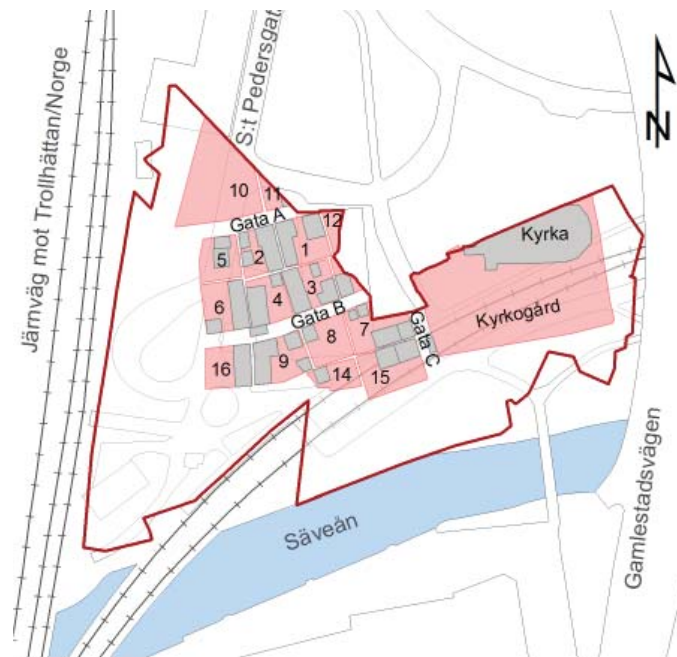 Järnväg mot Trollhättan/Norge
S:t Pedersgat
N
10
11
Gata A
12
5
2
1
Kyrka
6
4
3
Gata B
Kyrkogård
16
9
8
7
Gata C
14
15
Säveån
Gamlestadsvägen